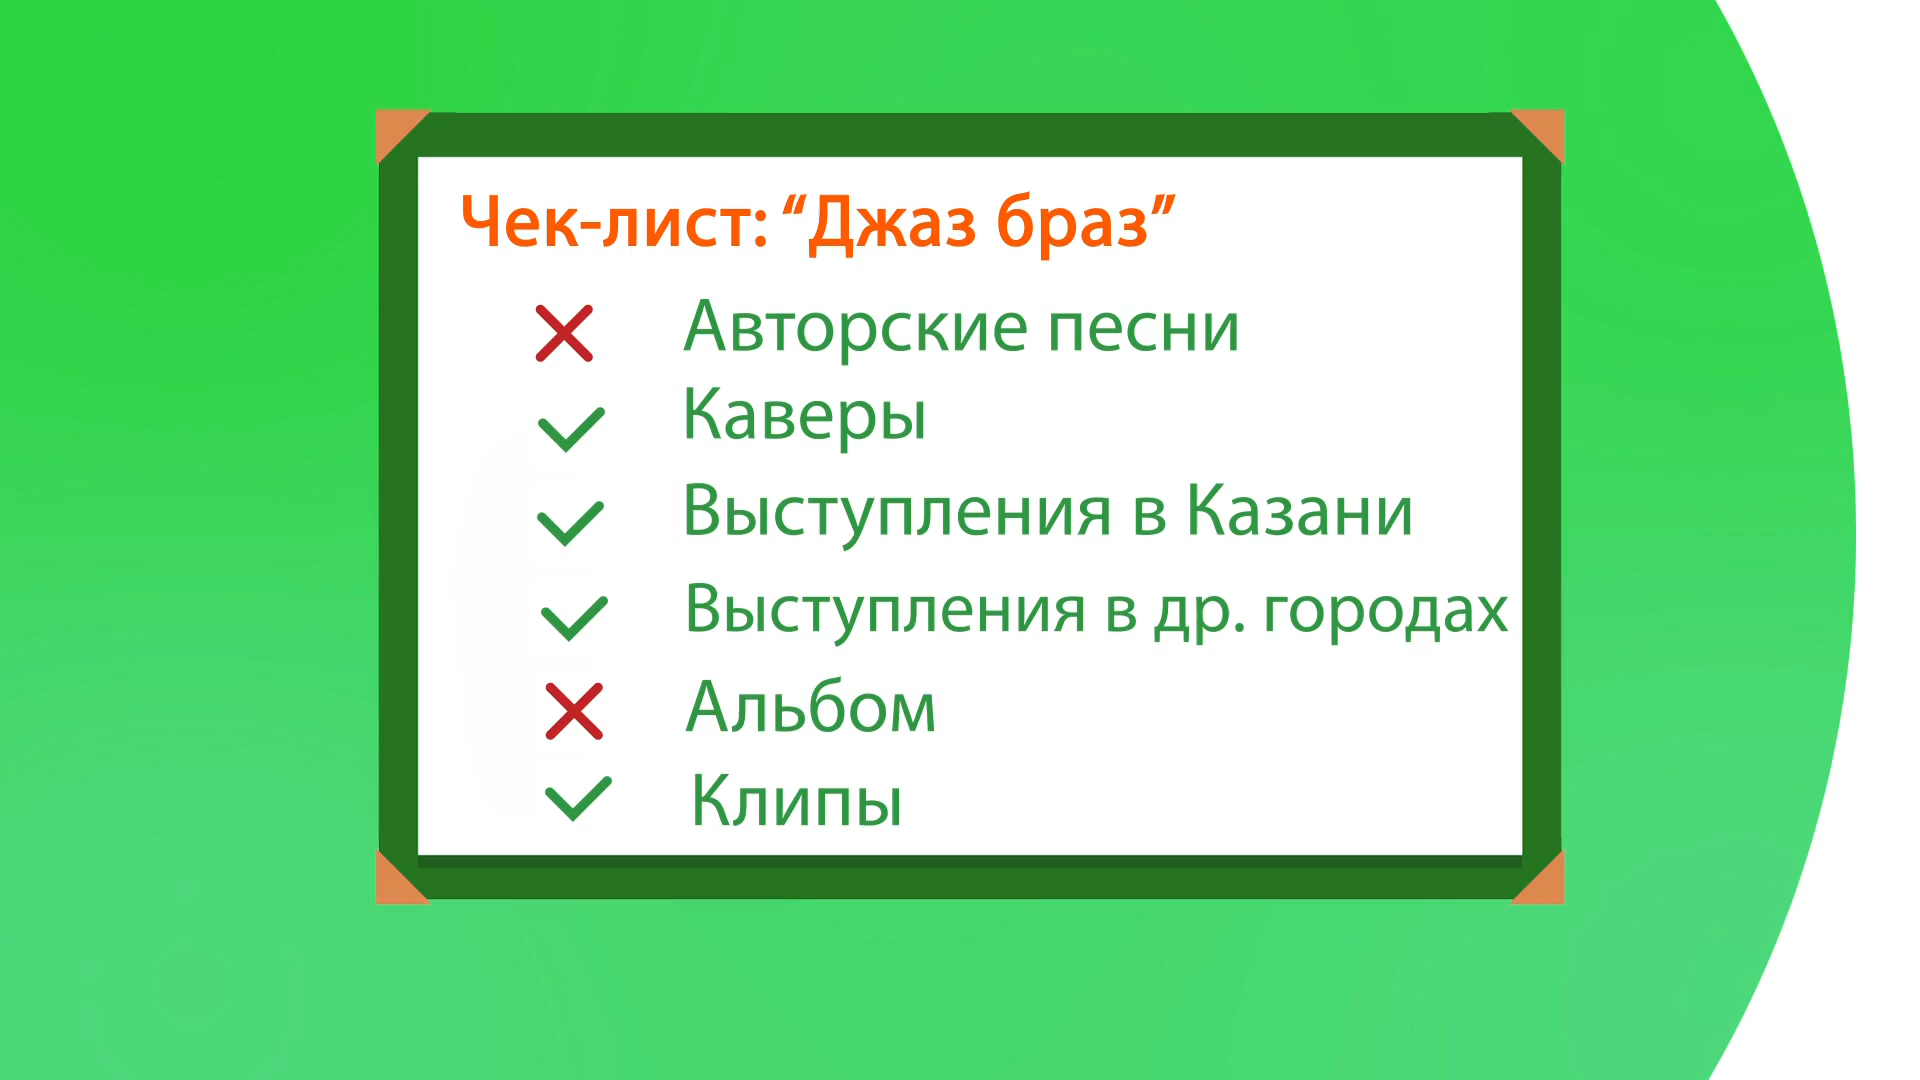 Чек-лист: “Джаз браз”
Авторские песни
Каверы
Выступления в Казани
Выступления в др. городах
Альбом
Клипы